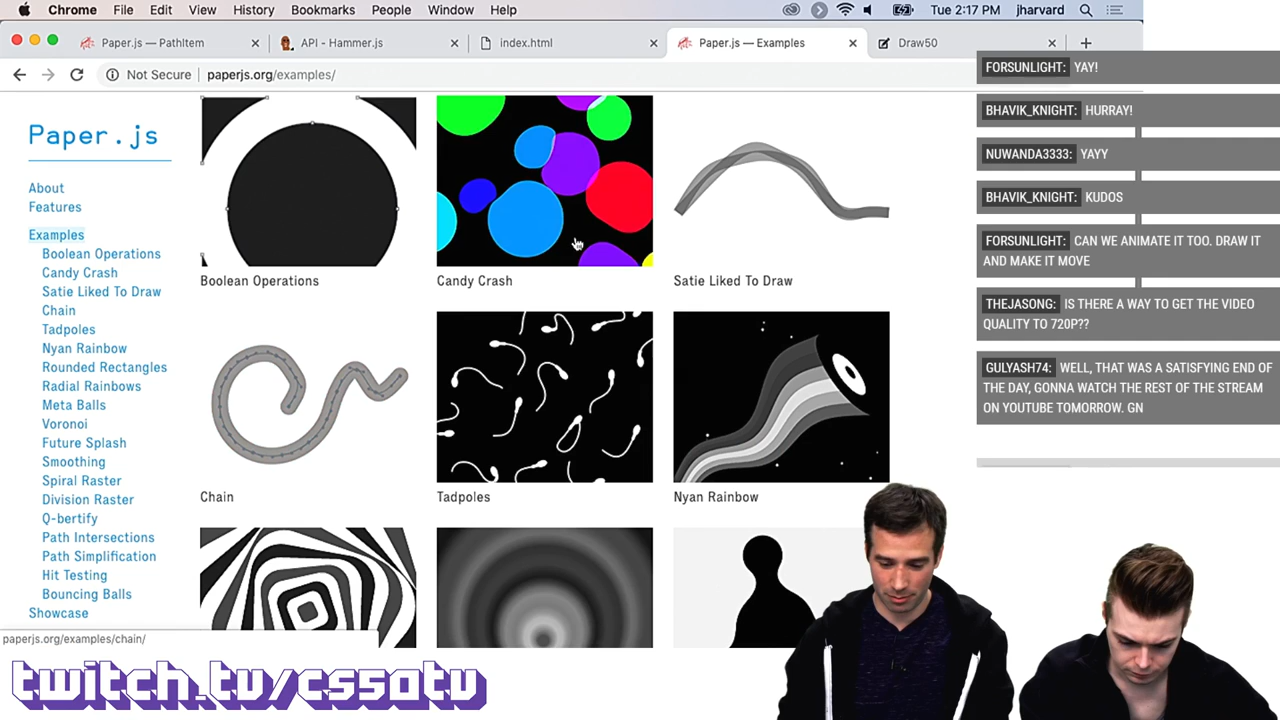 Chrome File Edit View History Bookmarks People Window Help Tue 2:17 PM jharvard
Paper.js — PathItem
API - Hammer.js
index.html
Paper.js — Examples
Draw50
Not Secure paperjs.org/examples/
Paper.js
About
Features
Examples
Boolean Operations
Candy Crash
Satie Liked To Draw
Chain
Tadpoles
Nyan Rainbow
Rounded Rectangles
Radial Rainbows
Meta Balls
Voronoi
Future Splash
Smoothing
Spiral Raster
Division Raster
Q-bertify
Path Intersections
Path Simplification
Hit Testing
Bouncing Balls
Showcase
paperjs.org/examples/chain/
Boolean Operations
Candy Crash
Satie Liked To Draw
Chain
Tadpoles
Nyan Rainbow
FORSUNLIGHT: YAY!
BHAVIK_KNIGHT: HURRAY!
NUWANDA3333: YAYY
BHAVIK_KNIGHT: KUDOS
FORSUNLIGHT: CAN WE ANIMATE IT TOO. DRAW IT
AND MAKE IT MOVE
THEJASONG: IS THERE A WAY TO GET THE VIDEO
QUALITY TO 720P??
GULYASH74: WELL, THAT WAS A SATISFYING END OF
THE DAY, GONNA WATCH THE REST OF THE STREAM
ON YOUTUBE TOMORROW. GN
twitch.tv/cs50tv